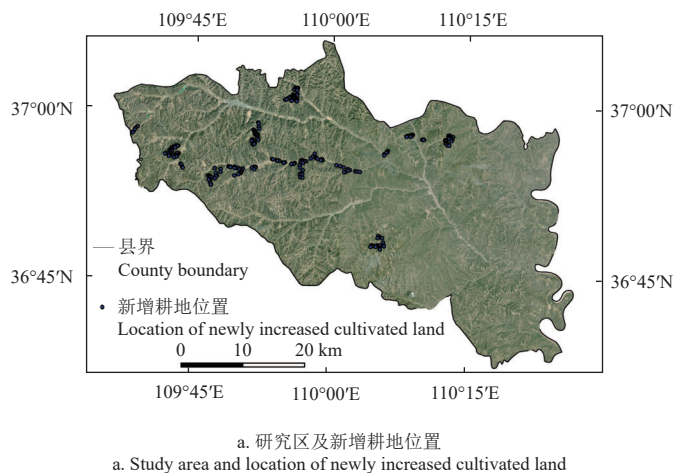 109°45′E 110°00′E 110°15′E
37°00′N 37°00′N
县界
County boundary
36°45′N 36°45′N
新增耕地位置
Location of newly increased cultivated land
0 10 20 km
109°45′E 110°00′E 110°15′E
a. 研究区及新增耕地位置
a. Study area and location of newly increased cultivated land